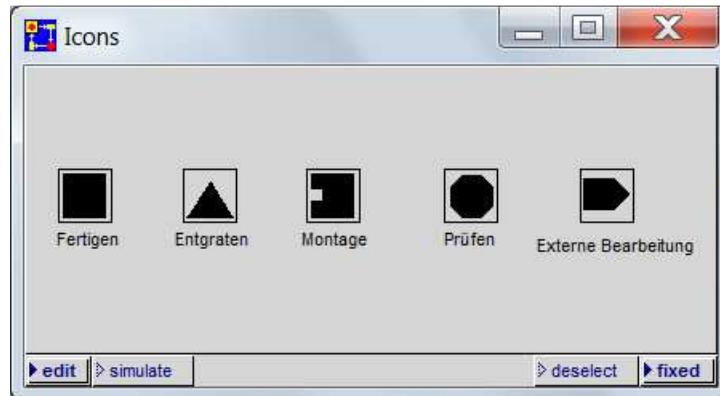 Icons
Fertigen
Entgraten
Montage
Prüfen
Externe Bearbeitung
edit
simulate
deselect
fixed